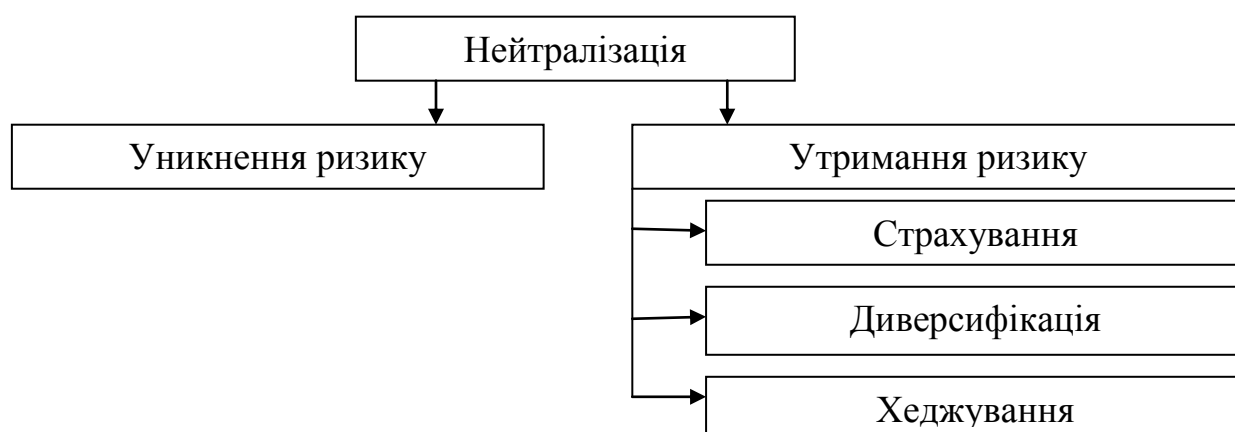 Нейтралізація
Уникнення ризику
Утримання ризику
Страхування
Диверсифікація
Хеджування